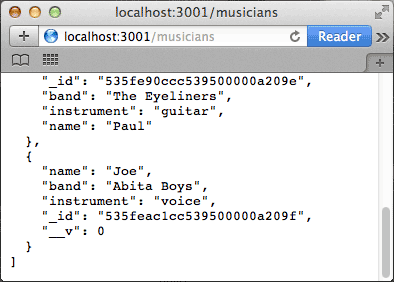 localhost:3001/musicians
localhost:3001/musicians
Reader
"_id": "535fe90ccc539500000a209e",
"band": "The Eyeliners",
"instrument": "guitar",
"name": "Paul"
},
{
"name": "Joe",
"band": "Abita Boys",
"instrument": "voice",
"_id": "535feac1cc539500000a209f",
"__v": 0
}
]